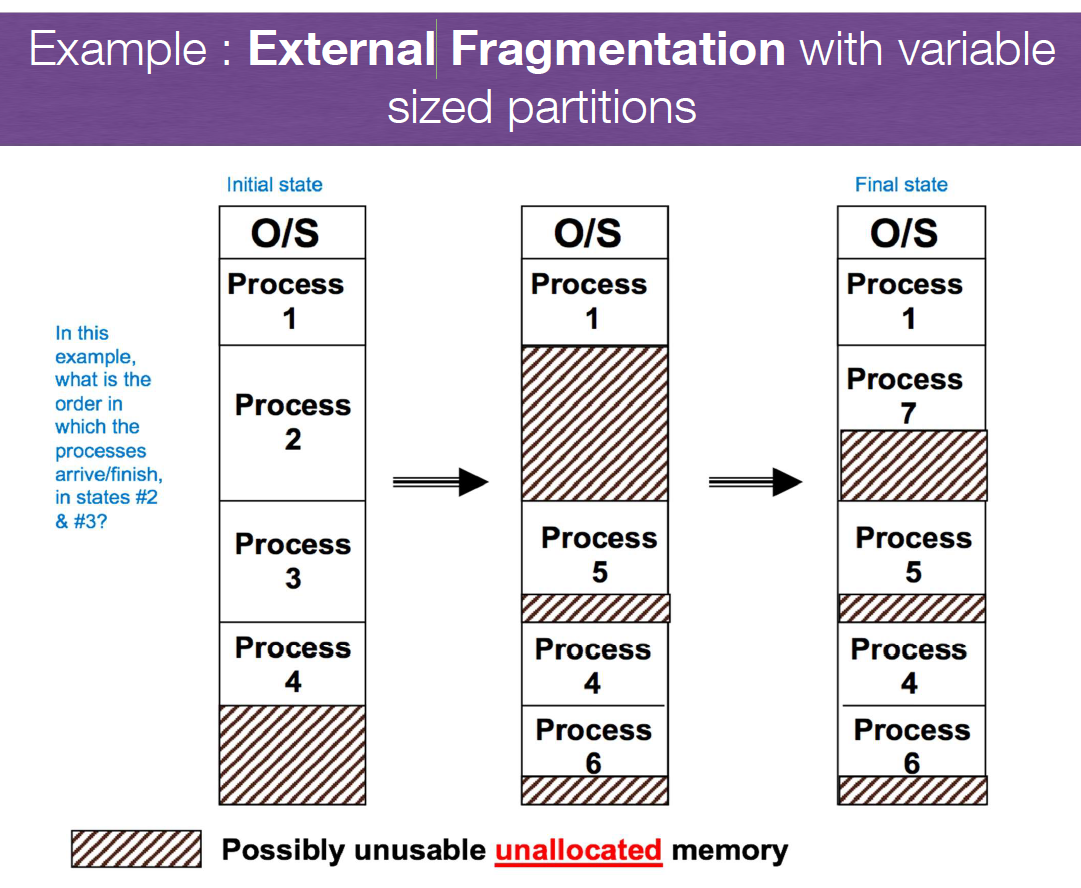 Example : External Fragmentation with variable
sized partitions
Initial state
Final state
In this
example,
what is the
order in
which the
processes
arrive/finish,
in states #2
& #3?
O/S
Process
1
Process
2
Process
3
Process
4
O/S
Process
1
Process
5
Process
4
Process
6
O/S
Process
1
Process
7
Process
5
Process
4
Process
6
Possibly unusable unallocated memory